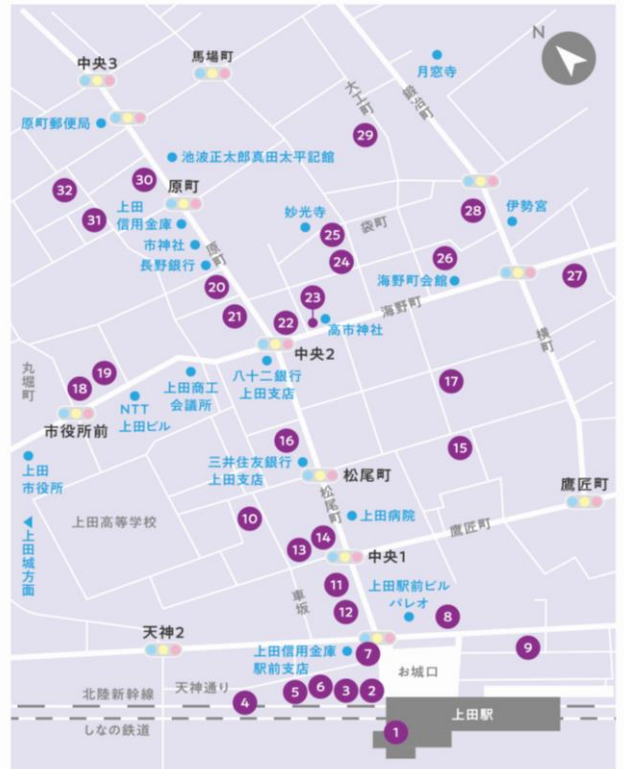 N
中央3
馬場町
月窓寺
大工町
鍛冶町
原町郵便局
29
池波正太郎真田太平記館
30
32
原町
31
上田
信用金庫
妙光寺
28
伊勢宮
25
袋町
市神社
原町
長野銀行
24
26
海野町会館
27
20
23
海野町
21
22
高市神社
横町
中央2
丸堀町
19
18
上田商工
会議所
八十二銀行
上田支店
17
NTT
上田ビル
市役所前
16
15
上田
市役所
三井住友銀行
上田支店
松尾町
鷹匠町
松尾町
上田高等学校
10
上田病院
鷹匠町
◀上田城方面
14
13
中央1
11
上田駅前ビル
パレオ
車坂
12
8
天神2
上田信用金庫
駅前支店
7
9
お城口
天神通り
北陸新幹線
4
5
6
3
2
上田駅
しなの鉄道
1